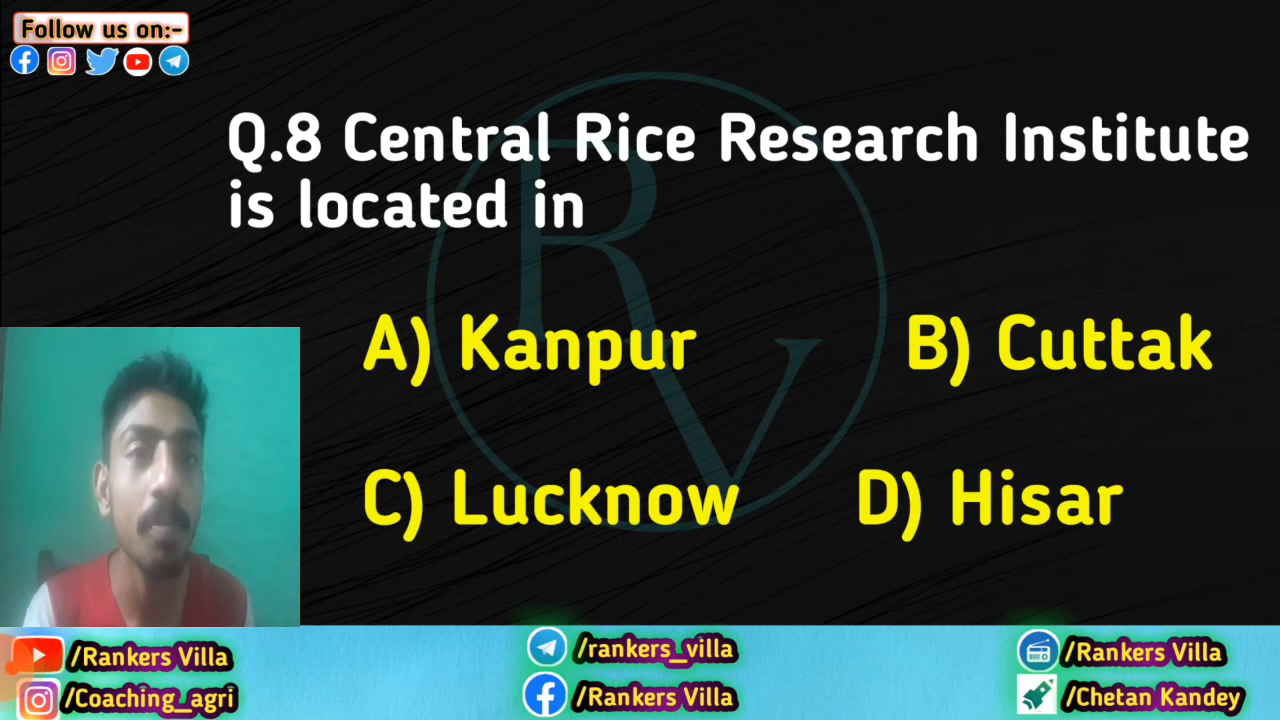 Follow us on:-
Q.8 Central Rice Research Institute
is located in
A) Kanpur
B) Cuttak
C) Lucknow
D) Hisar
RV
/Rankers Villa
/Coaching_agri
/rankers_villa
/Rankers Villa
/Rankers Villa
/Chetan Kandey